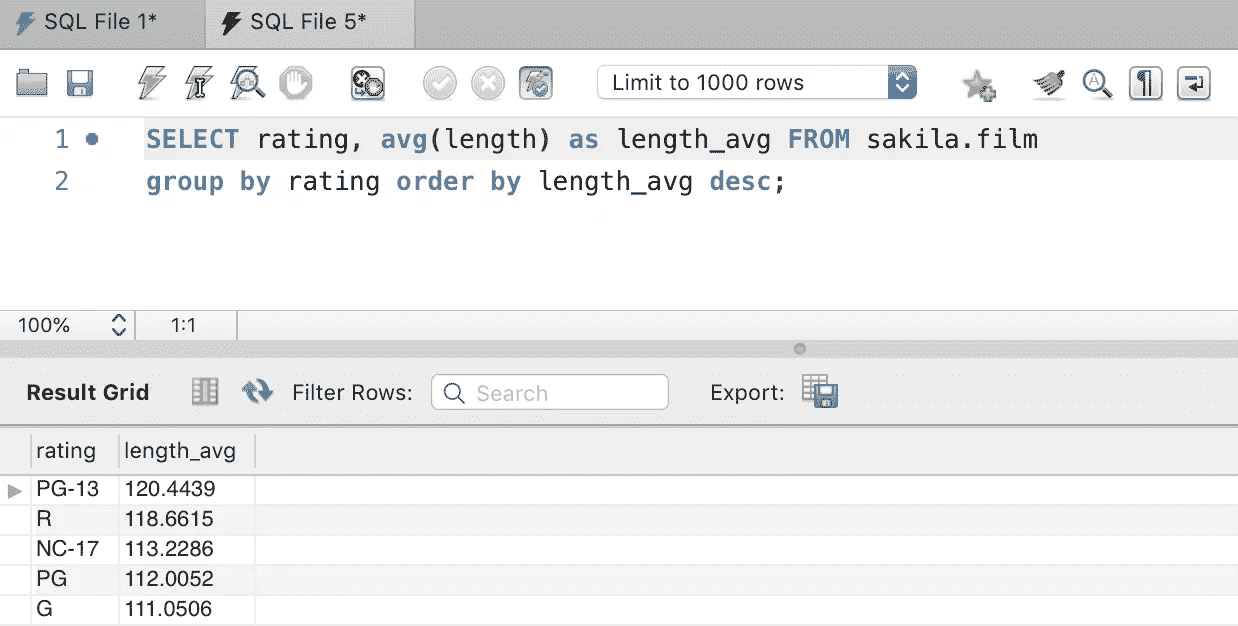 SQL File 1* SQL File 5*
Limit to 1000 rows
1 SELECT rating, avg(length) as length_avg FROM sakila.film
2 group by rating order by length_avg desc;
100% 1:1
Result Grid Filter Rows: Search Export:
rating length_avg
PG-13 120.4439
R 118.6615
NC-17 113.2286
PG 112.0052
G 111.0506